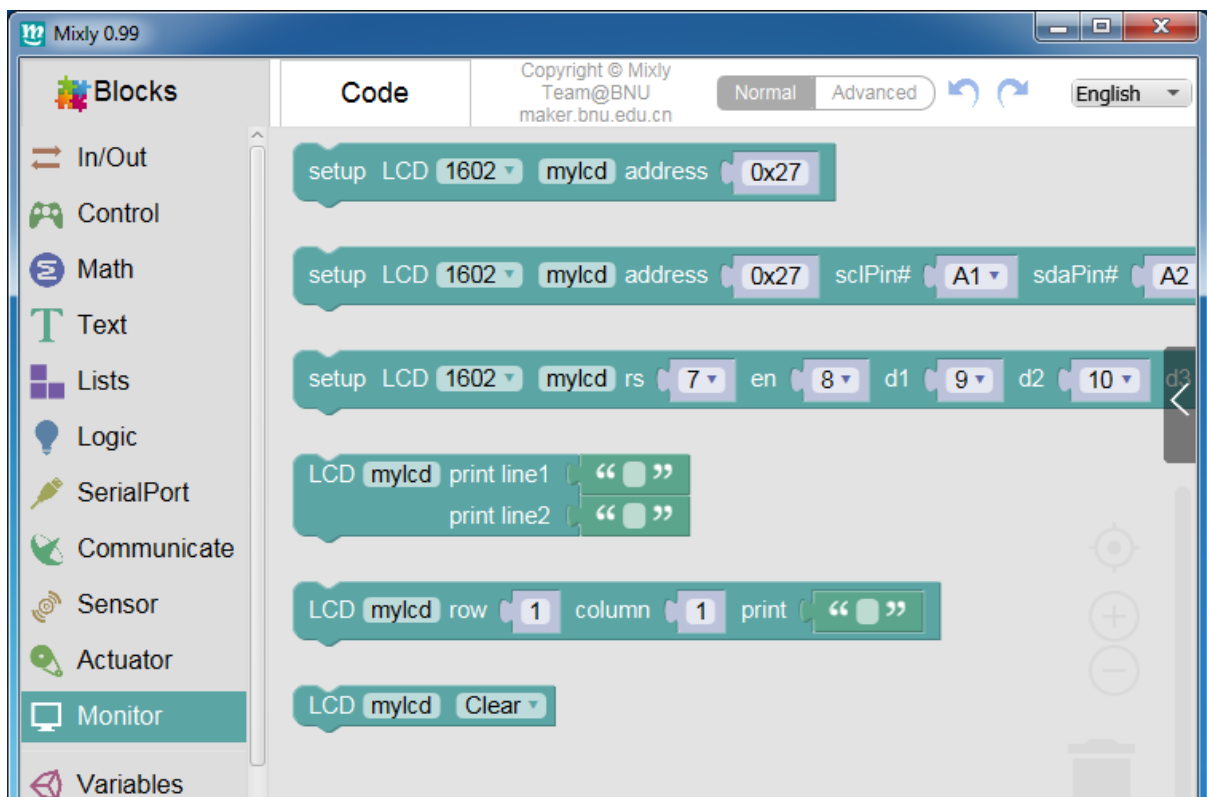 Mixly 0.99
Blocks
Code
Copyright © Mixly
Team@BNU
maker.bnu.edu.cn
Normal
Advanced
English
In/Out
Control
Math
Text
Lists
Logic
SerialPort
Communicate
Sensor
Actuator
Monitor
Variables
setup LCD 1602 mylcd address 0x27
setup LCD 1602 mylcd address 0x27 sclPin# A1 sdaPin# A2
setup LCD 1602 mylcd rs 7 en 8 d1 9 d2 10 d3
LCD mylcd print line1 “ ”
print line2 “ ”
LCD mylcd row 1 column 1 print “ ”
LCD mylcd Clear